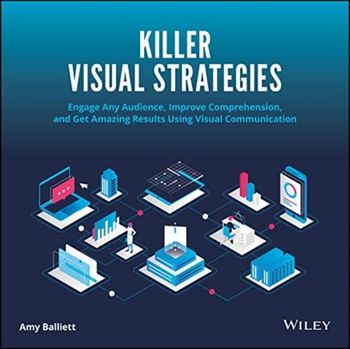 KILLER
VISUAL STRATEGIES
Engage Any Audience, Improve Comprehension,
and Get Amazing Results Using Visual Communication
Amy Balliett
WILEY